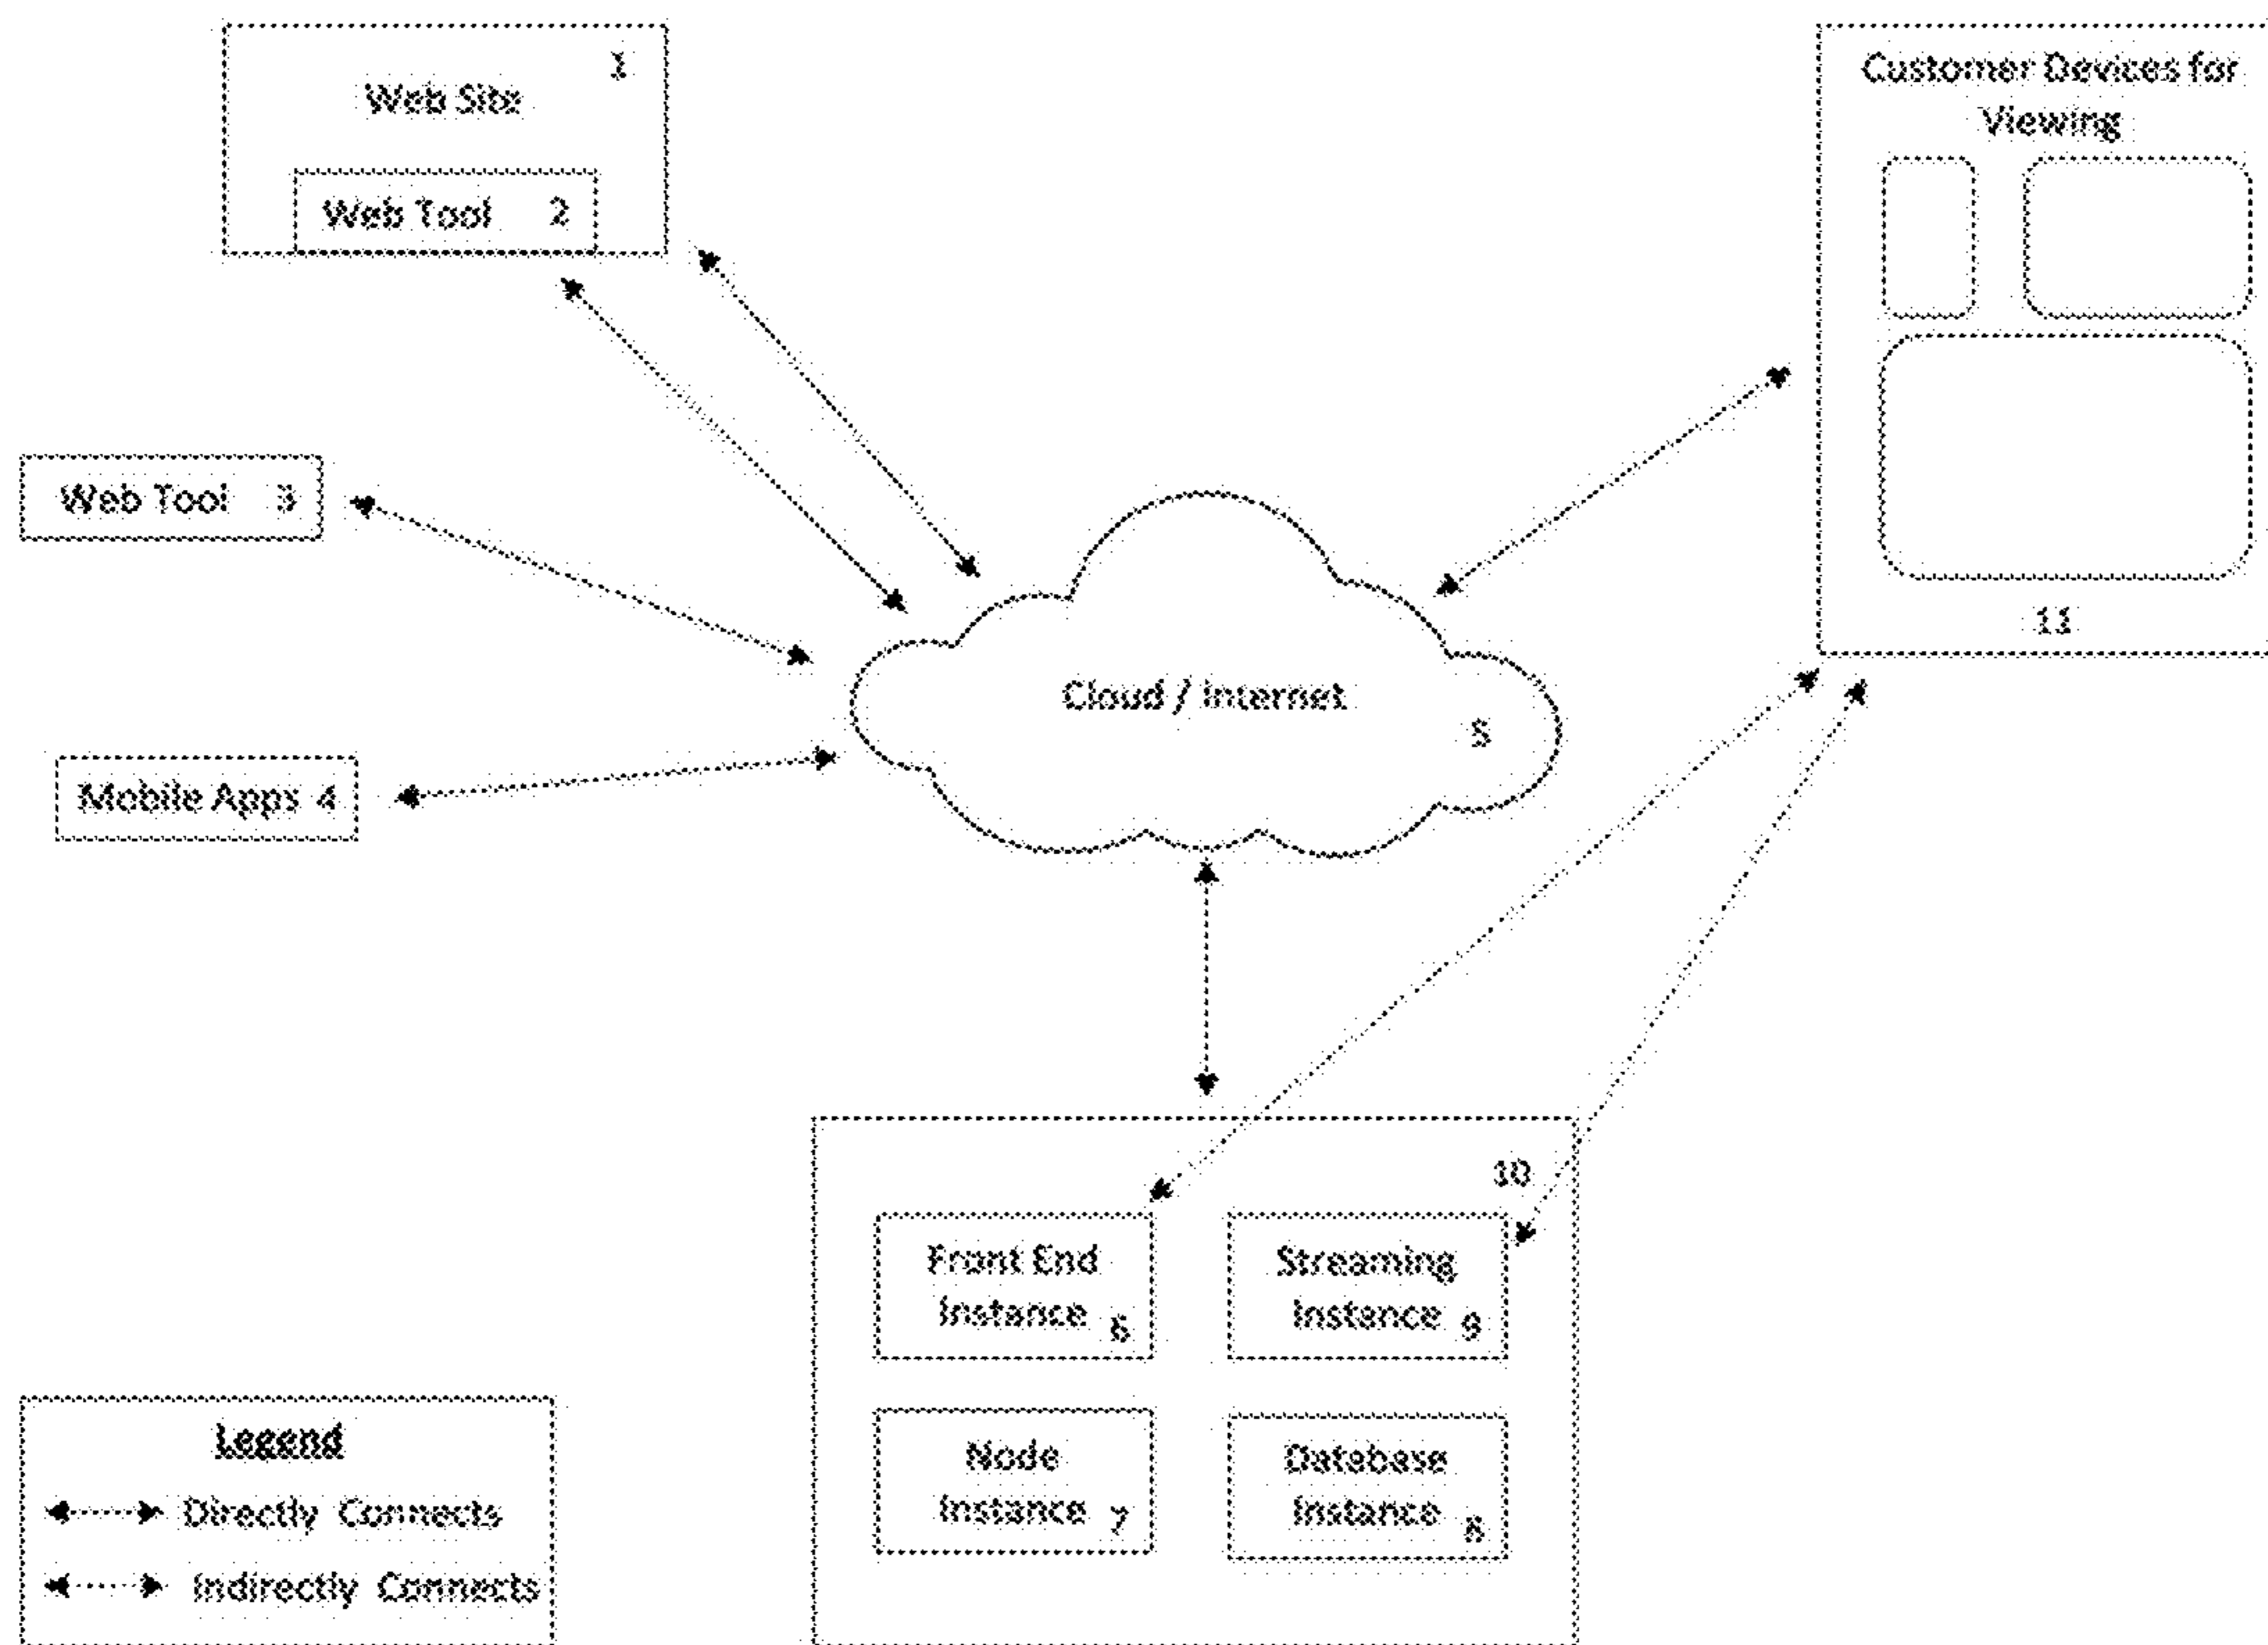 1
Web Site
Web Tool 2
Customer Devices for
Viewing
11
Web Tool 3
Cloud / Internet
5
Mobile Apps 4
10
Front End
Instance 6
Streaming
Instance 9
Node
Instance 7
Database
Instance 8
Legend
Directly Connects
Indirectly Connects